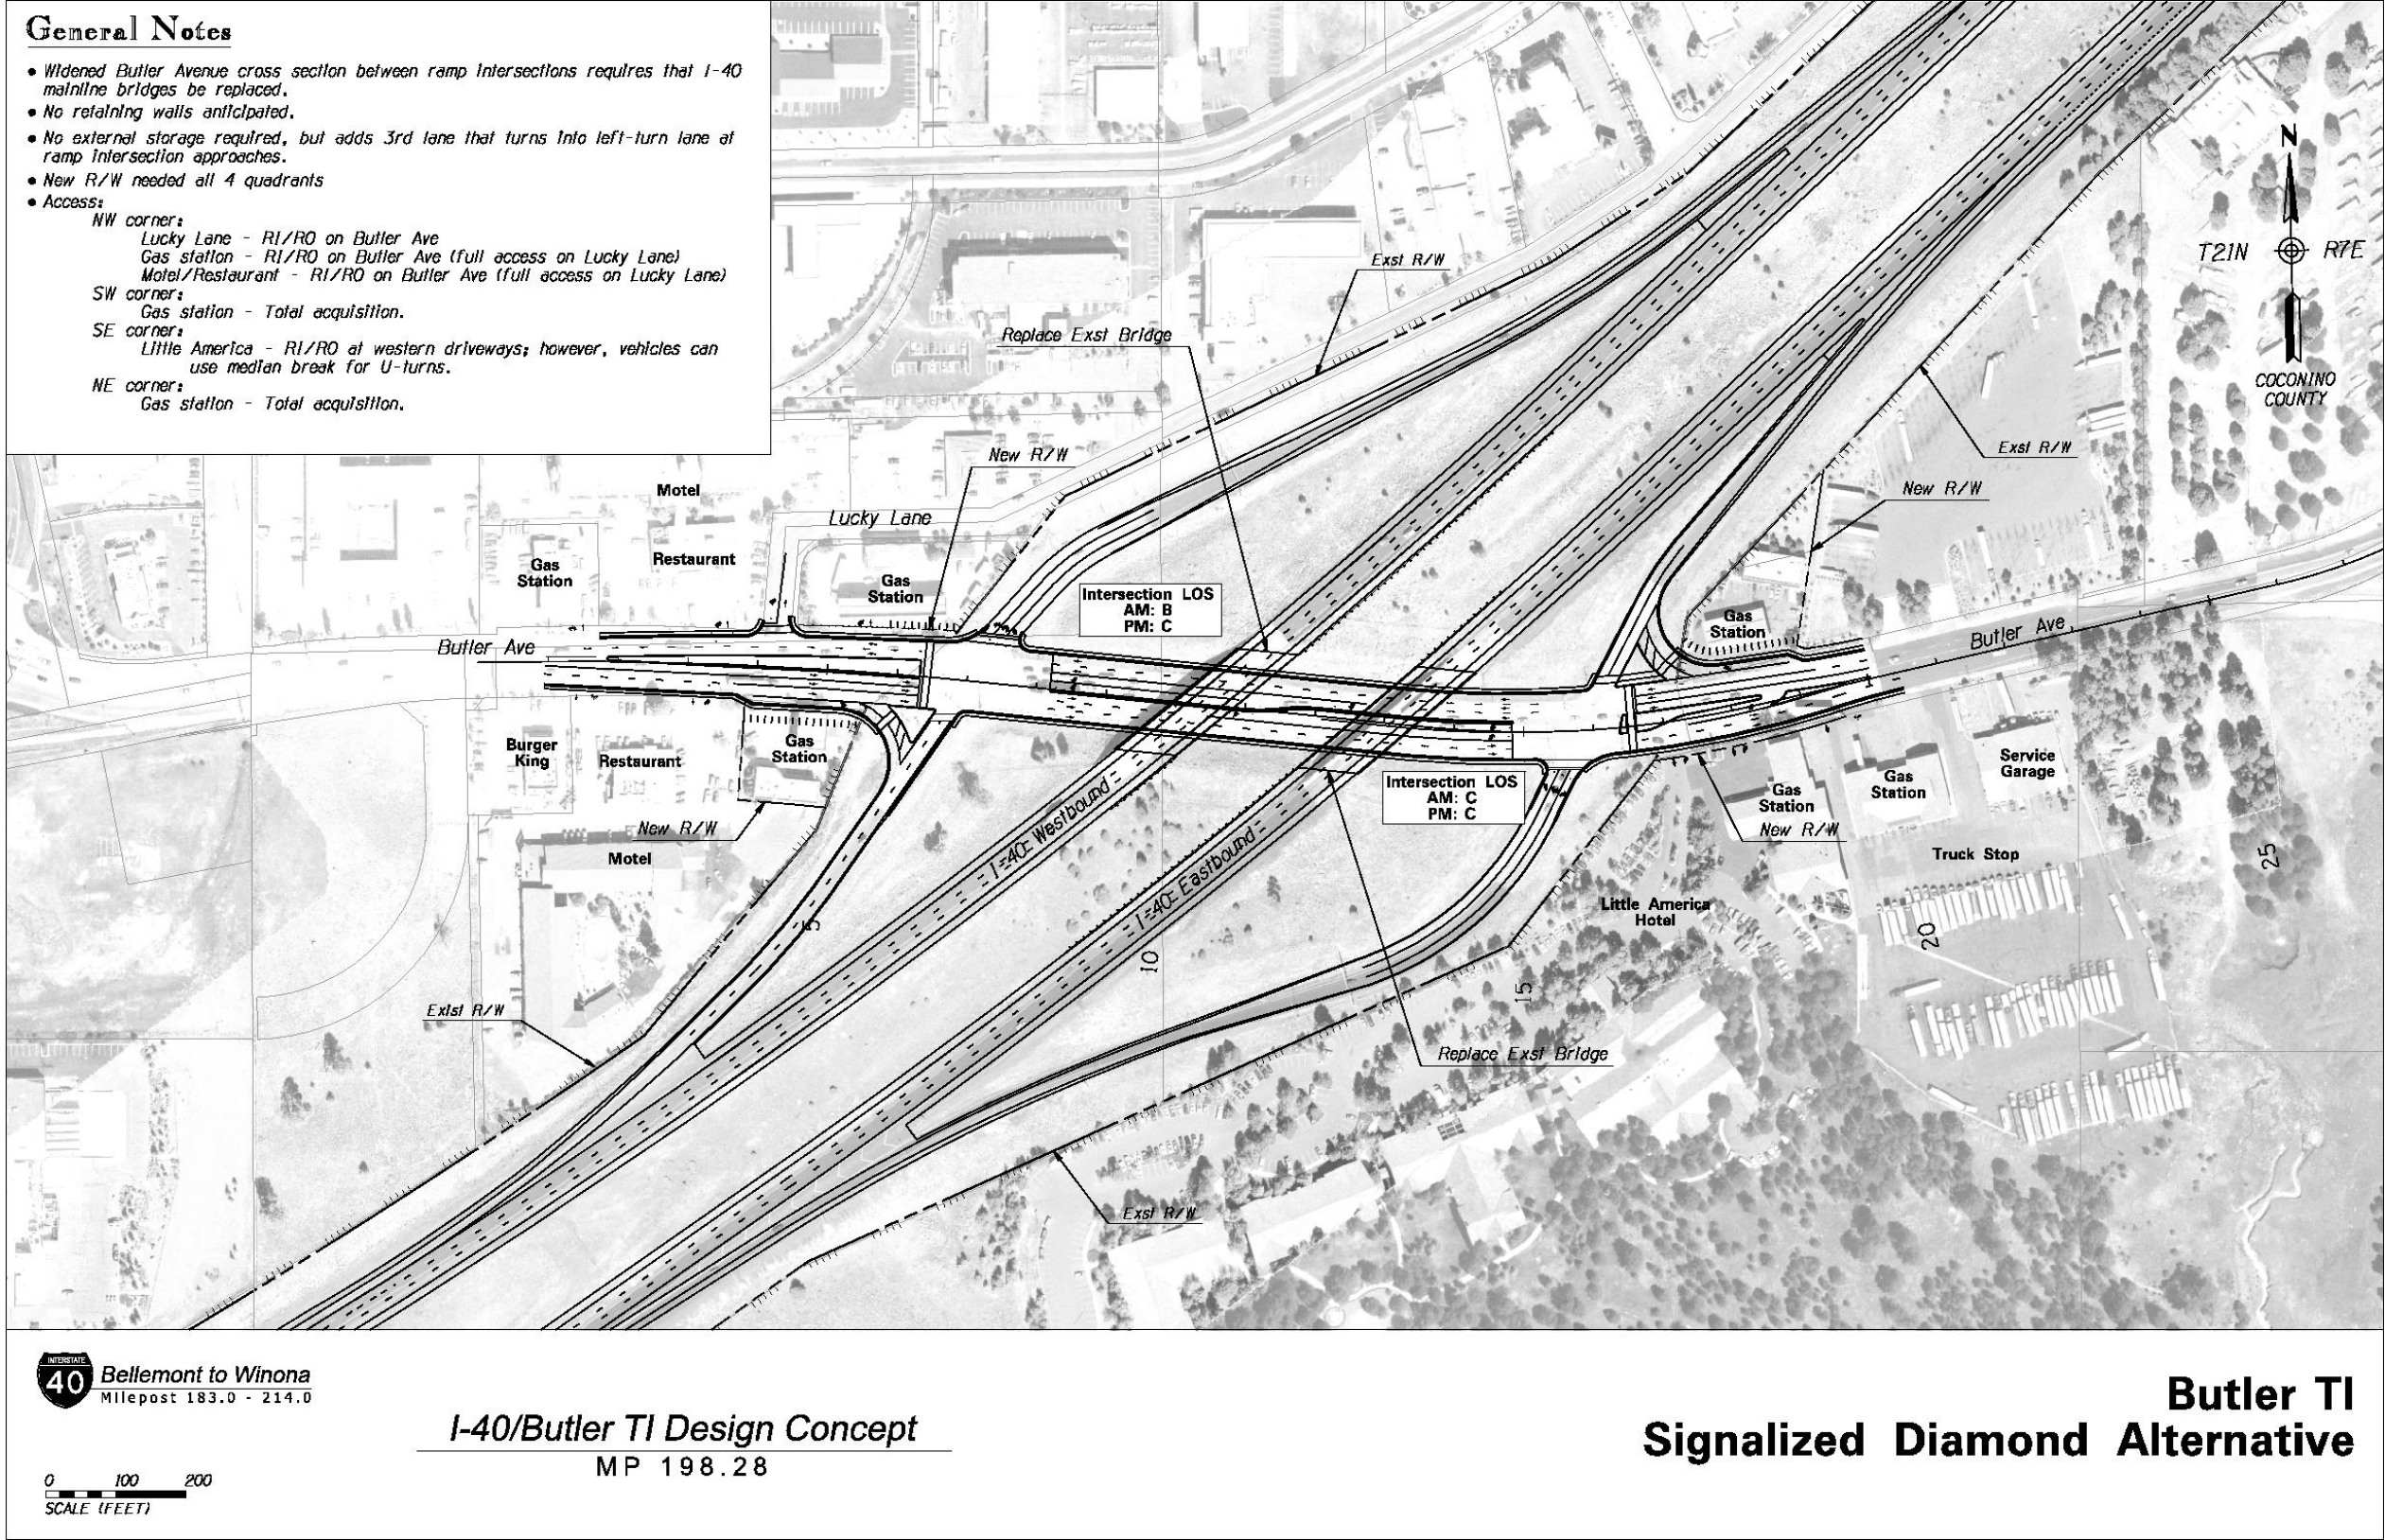 General Notes
• Widened Butler Avenue cross section between ramp intersections requires that I-40
mainline bridges be replaced.
• No retaining walls anticipated.
• No external storage required, but adds 3rd lane that turns into left-turn lane at
ramp intersection approaches.
• New R/W needed all 4 quadrants
• Access:
NW corner:
Lucky Lane - RI/RO on Butler Ave
Gas station - RI/RO on Butler Ave (full access on Lucky Lane)
Motel/Restaurant - RI/RO on Butler Ave (full access on Lucky Lane)
SW corner:
Gas station - Total acquisition.
SE corner:
Little America - RI/RO at western driveways; however, vehicles can
use median break for U-turns.
NE corner:
Gas station - Total acquisition.
N
T21N
R7E
COCONINO
COUNTY
Exst R/W
Replace Exst Bridge
Exst R/W
New R/W
New R/W
Motel
Lucky Lane
Restaurant
Gas
Station
Gas
Station
Intersection LOS
AM: B
PM: C
Gas
Station
Butler Ave
Butler Ave
Burger
King
Restaurant
Gas
Station
New R/W
Motel
I-40 Westbound
I-40 Eastbound
Intersection LOS
AM: C
PM: C
Gas
Station
New R/W
Gas
Station
Service
Garage
Truck Stop
Little America
Hotel
5
10
15
20
25
Exist R/W
Replace Exst Bridge
Exst R/W
INTERSTATE
40
Bellemont to Winona
Milepost 183.0 - 214.0
I-40/Butler TI Design Concept
MP 198.28
Butler TI
Signalized Diamond Alternative
0 100 200
SCALE (FEET)